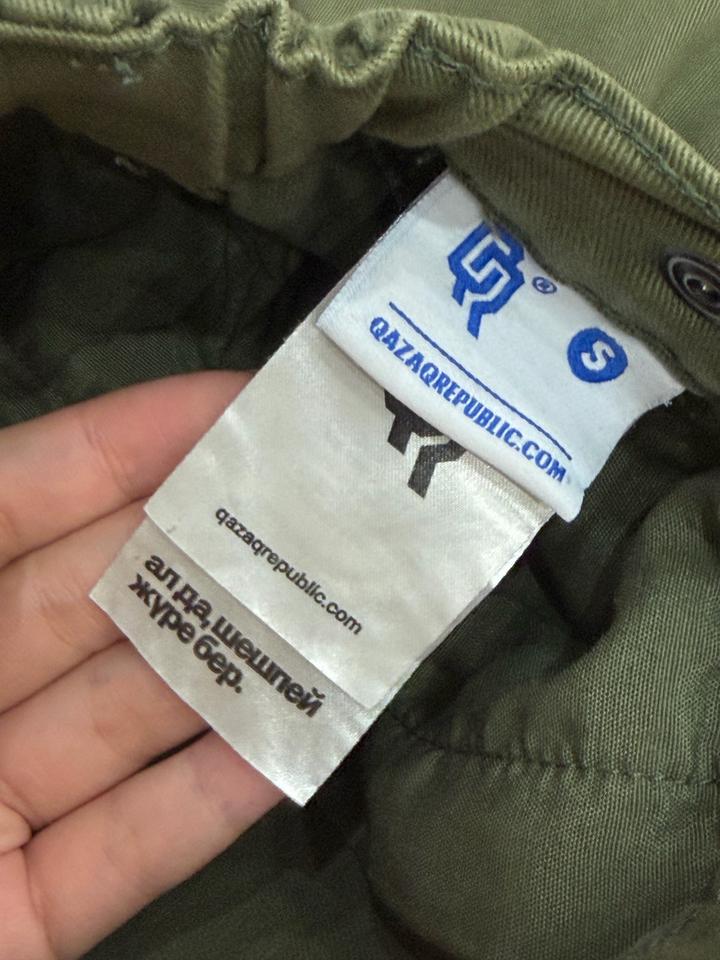 QR®
S
QAZAQREPUBLIC.COM
qazaqrepublic.com
ал да, шешпей
жүре бер.